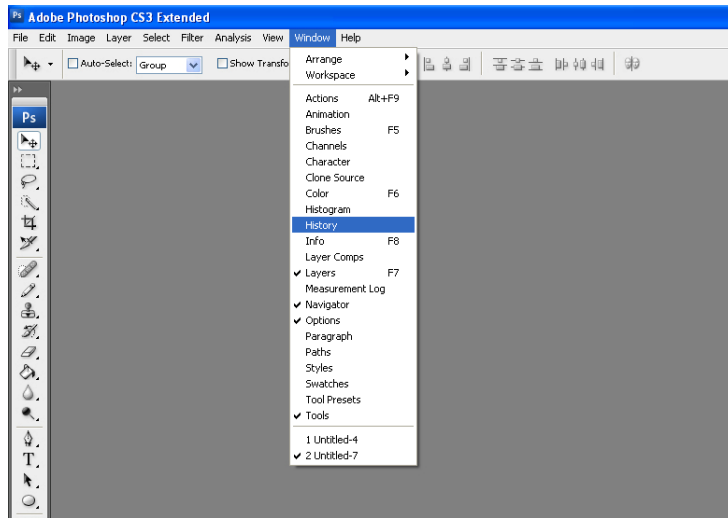 Ps Adobe Photoshop CS3 Extended
File Edit Image Layer Select Filter Analysis View Window Help
Auto-Select: Group Show Transfo
Arrange
Workspace
Actions Alt+F9
Animation
Brushes F5
Channels
Character
Clone Source
Color F6
Histogram
History
Info F8
Layer Comps
Layers F7
Measurement Log
Navigator
Options
Paragraph
Paths
Styles
Swatches
Tool Presets
Tools
1 Untitled-4
2 Untitled-7
Ps
T